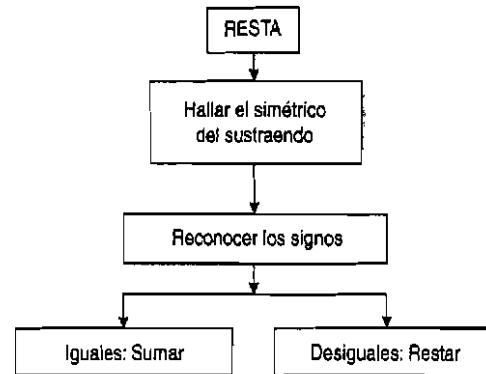 RESTA
Hallar el simétrico
del sustraendo
Reconocer los signos
Iguales: Sumar
Desiguales: Restar